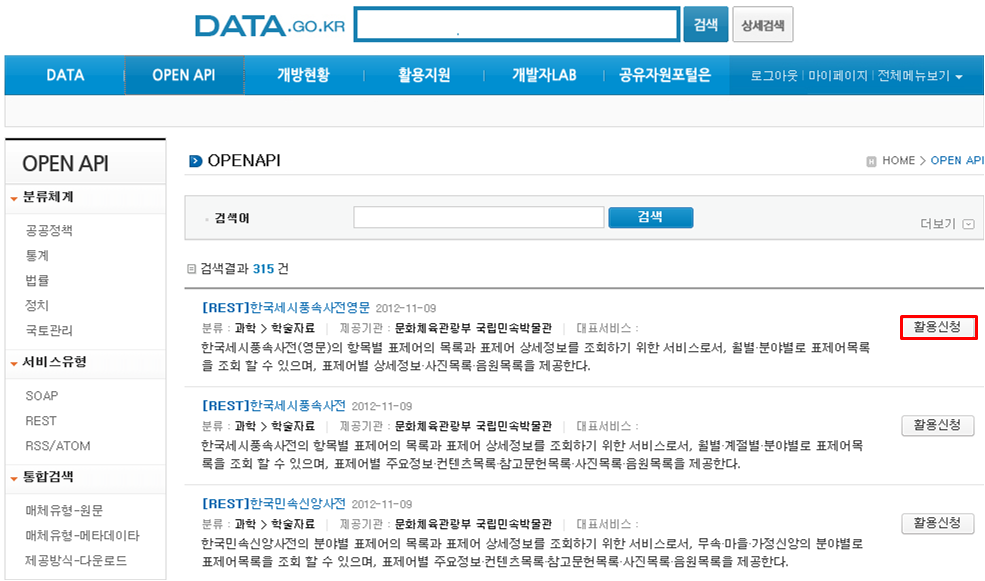 DATA.GO.KR 검색 상세검색
DATA OPEN API 개방현황 활용지원 개발자LAB 공유자원포털은 로그아웃 마이페이지 전체메뉴보기
OPEN API
분류체계
공공정책
통계
법률
정치
국토관리
서비스유형
SOAP
REST
RSS/ATOM
통합검색
매체유형-원문
매체유형-메타데이타
제공방식-다운로드
OPENAPI
H HOME > OPEN API
검색어 검색 더보기
검색결과 315 건
[REST]한국세시풍속사전영문 2012-11-09
분류 : 과학 > 학술자료 | 제공기관 : 문화체육관광부 국립민속박물관 | 대표서비스 :
한국세시풍속사전(영문)의 항목별 표제어의 목록과 표제어 상세정보를 조회하기 위한 서비스로서, 월별·분야별로 표제어목록
을 조회 할 수 있으며, 표제어별 상세정보·사진목록·음원목록을 제공한다.
활용신청
[REST]한국세시풍속사전 2012-11-09
분류 : 과학 > 학술자료 | 제공기관 : 문화체육관광부 국립민속박물관 | 대표서비스 :
한국세시풍속사전의 항목별 표제어의 목록과 표제어 상세정보를 조회하기 위한 서비스로서, 월별·계절별·분야별로 표제어목
록을 조회 할 수 있으며, 표제어별 주요정보·컨텐츠목록·참고문헌목록·사진목록·음원목록을 제공한다.
활용신청
[REST]한국민속신앙사전 2012-11-09
분류 : 과학 > 학술자료 | 제공기관 : 문화체육관광부 국립민속박물관 | 대표서비스 :
한국민속신앙사전의 분야별 표제어의 목록과 표제어 상세정보를 조회하기 위한 서비스로서, 무속·마을·가정신앙의 분야별로
표제어목록을 조회 할 수 있으며, 표제어별 주요정보·컨텐츠목록·참고문헌목록·사진목록·음원목록을 제공한다.
활용신청